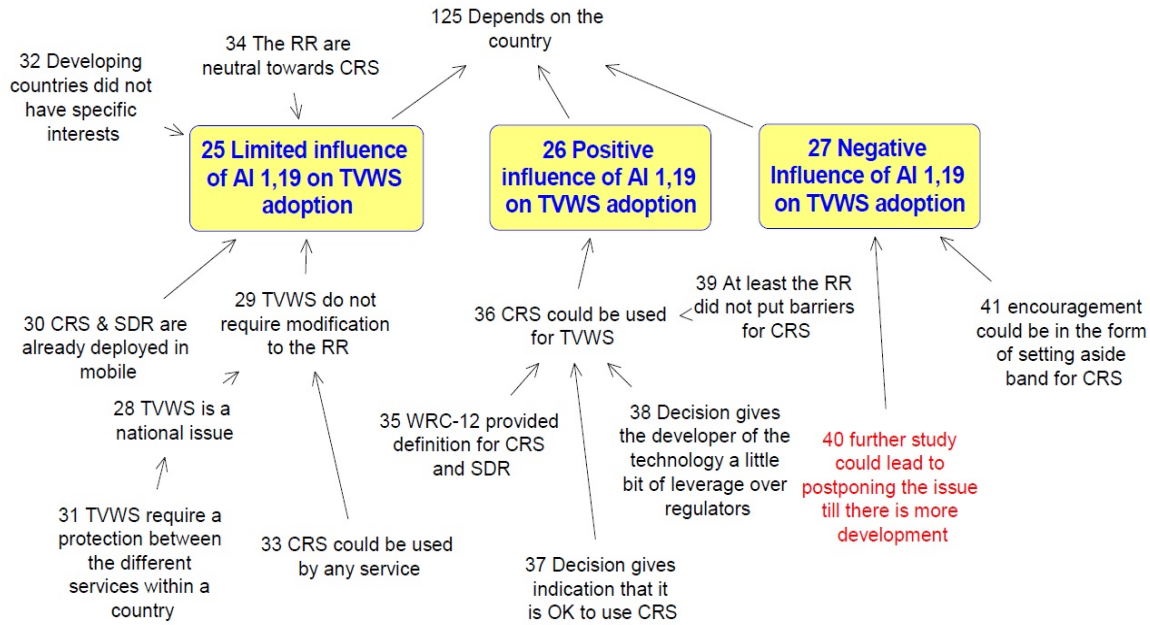 125 Depends on the
country
34 The RR are
neutral towards CRS
32 Developing
countries did not
have specific
interests
25 Limited influence
of AI 1,19 on TVWS
adoption
26 Positive
influence of AI 1,19
on TVWS adoption
27 Negative
Influence of AI 1,19
on TVWS adoption
30 CRS & SDR are
already deployed in
mobile
29 TVWS do not
require modification
to the RR
36 CRS could be used
for TVWS
39 At least the RR
did not put barriers
for CRS
41 encouragement
could be in the form
of setting aside
band for CRS
28 TVWS is a
national issue
35 WRC-12 provided
definition for CRS
and SDR
38 Decision gives
the developer of the
technology a little
bit of leverage over
regulators
40 further study
could lead to
postponing the issue
till there is more
development
31 TVWS require a
protection between
the different
services within a
country
33 CRS could be used
by any service
37 Decision gives
indication that it
is OK to use CRS